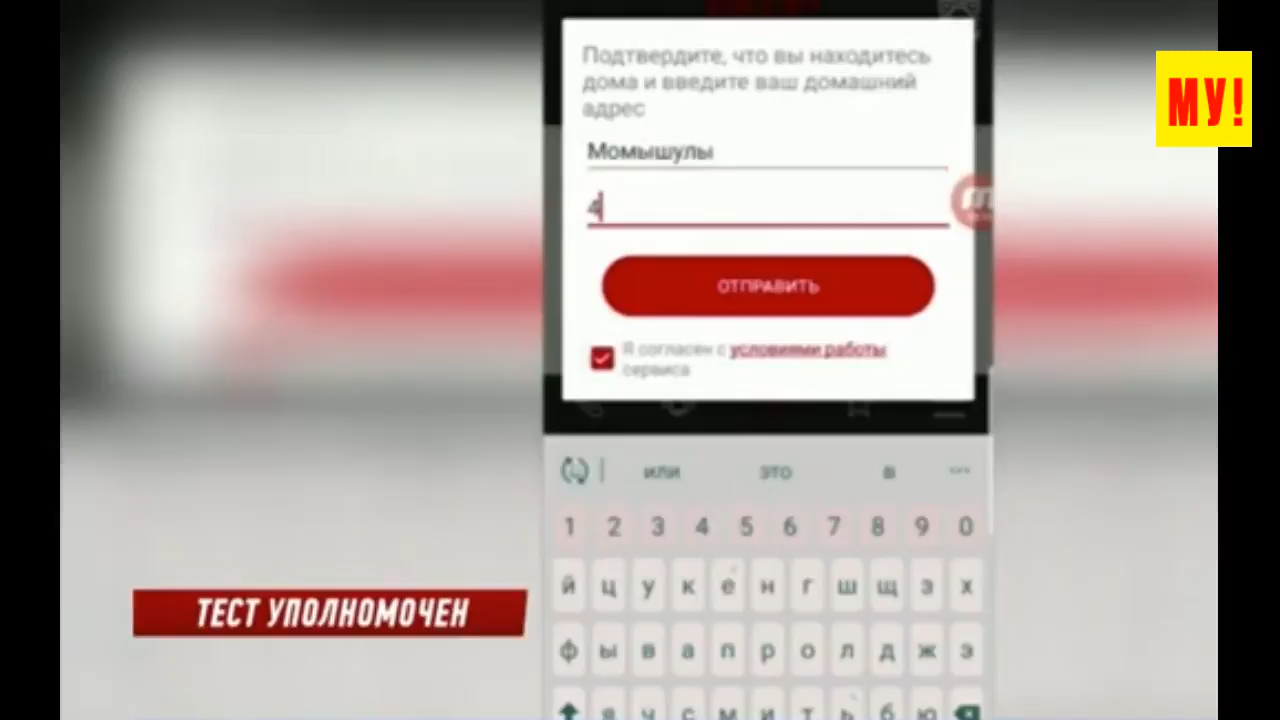 Подтвердите, что вы находитесь
дома и введите ваш домашний
адрес
МУ!
Момышулы
4
ОТПРАВИТЬ
Я согласен с условиями работы
сервиса
или это в ...
1 2 3 4 5 6 7 8 9 0
й ц у к е н г ш щ з х
ТЕСТ УПОЛНОМОЧЕН
ф ы в а п р о л д ж э
я ч с м и т ь б ю